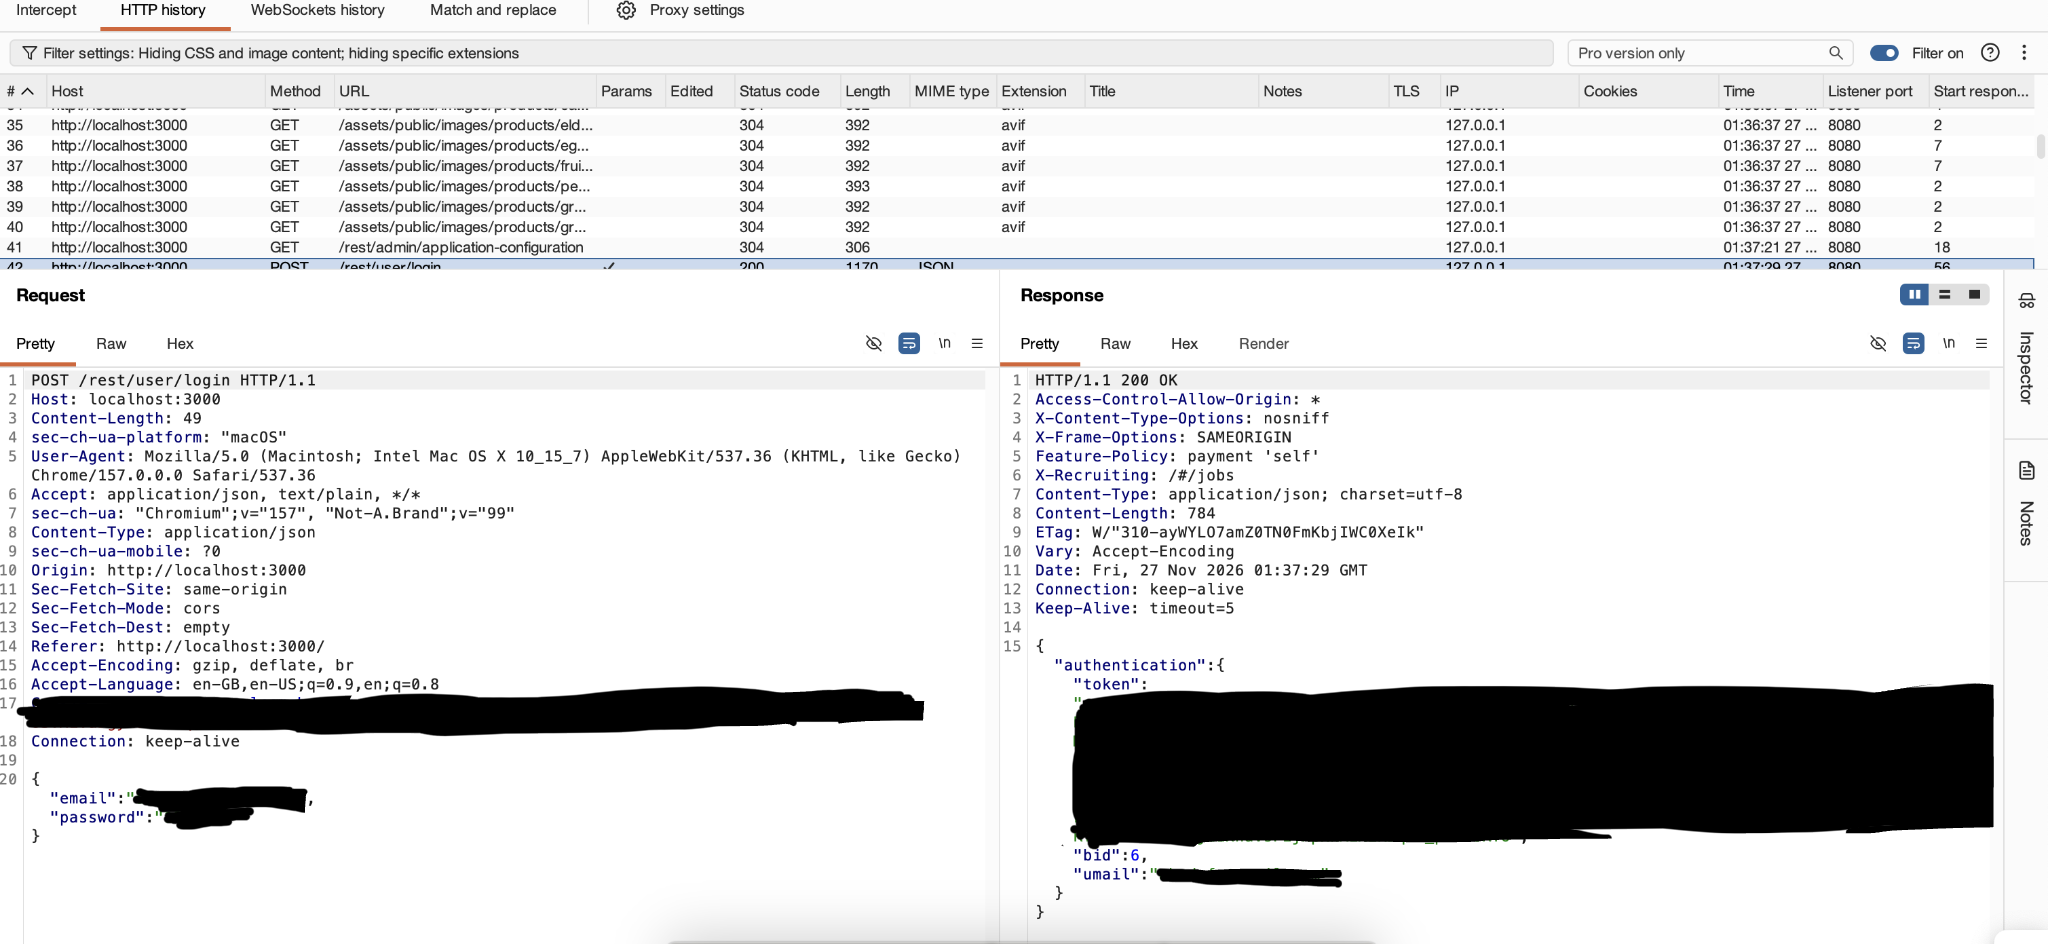 Intercept HTTP history WebSockets history Match and replace Proxy settings
Filter settings: Hiding CSS and image content; hiding specific extensions Pro version only Filter on
# Host Method URL Params Edited Status code Length MIME type Extension Title Notes TLS IP Cookies Time Listener port Start respon...
35 http://localhost:3000 GET /assets/public/images/products/eld... 304 392 avif 127.0.0.1 01:36:37 27 ... 8080 2
36 http://localhost:3000 GET /assets/public/images/products/eg... 304 392 avif 127.0.0.1 01:36:37 27 ... 8080 7
37 http://localhost:3000 GET /assets/public/images/products/frui... 304 392 avif 127.0.0.1 01:36:37 27 ... 8080 7
38 http://localhost:3000 GET /assets/public/images/products/pe... 304 393 avif 127.0.0.1 01:36:37 27 ... 8080 2
39 http://localhost:3000 GET /assets/public/images/products/gr... 304 392 avif 127.0.0.1 01:36:37 27 ... 8080 2
40 http://localhost:3000 GET /assets/public/images/products/gr... 304 392 avif 127.0.0.1 01:36:37 27 ... 8080 2
41 http://localhost:3000 GET /rest/admin/application-configuration 304 306 127.0.0.1 01:37:21 27 ... 8080 18
42 http://localhost:3000 POST /rest/user/login ✓ 200 1170 JSON 127.0.0.1 01:37:29 27 ... 8080 56
Request
Pretty Raw Hex \n
1 POST /rest/user/login HTTP/1.1
2 Host: localhost:3000
3 Content-Length: 49
4 sec-ch-ua-platform: "macOS"
5 User-Agent: Mozilla/5.0 (Macintosh; Intel Mac OS X 10_15_7) AppleWebKit/537.36 (KHTML, like Gecko)
Chrome/157.0.0.0 Safari/537.36
6 Accept: application/json, text/plain, */*
7 sec-ch-ua: "Chromium";v="157", "Not-A.Brand";v="99"
8 Content-Type: application/json
9 sec-ch-ua-mobile: ?0
10 Origin: http://localhost:3000
11 Sec-Fetch-Site: same-origin
12 Sec-Fetch-Mode: cors
13 Sec-Fetch-Dest: empty
14 Referer: http://localhost:3000/
15 Accept-Encoding: gzip, deflate, br
16 Accept-Language: en-GB,en-US;q=0.9,en;q=0.8
17
18 Connection: keep-alive
19
20 {
"email":" ,
"password":"
}
Response
Pretty Raw Hex Render \n
1 HTTP/1.1 200 OK
2 Access-Control-Allow-Origin: *
3 X-Content-Type-Options: nosniff
4 X-Frame-Options: SAMEORIGIN
5 Feature-Policy: payment 'self'
6 X-Recruiting: /#/jobs
7 Content-Type: application/json; charset=utf-8
8 Content-Length: 784
9 ETag: W/"310-ayWYLO7amZ0TN0FmKbjIWC0XeIk"
10 Vary: Accept-Encoding
11 Date: Fri, 27 Nov 2026 01:37:29 GMT
12 Connection: keep-alive
13 Keep-Alive: timeout=5
14
15 {
"authentication":{
"token":
"
"bid":6,
"umail":"
}
}
Inspector
Notes